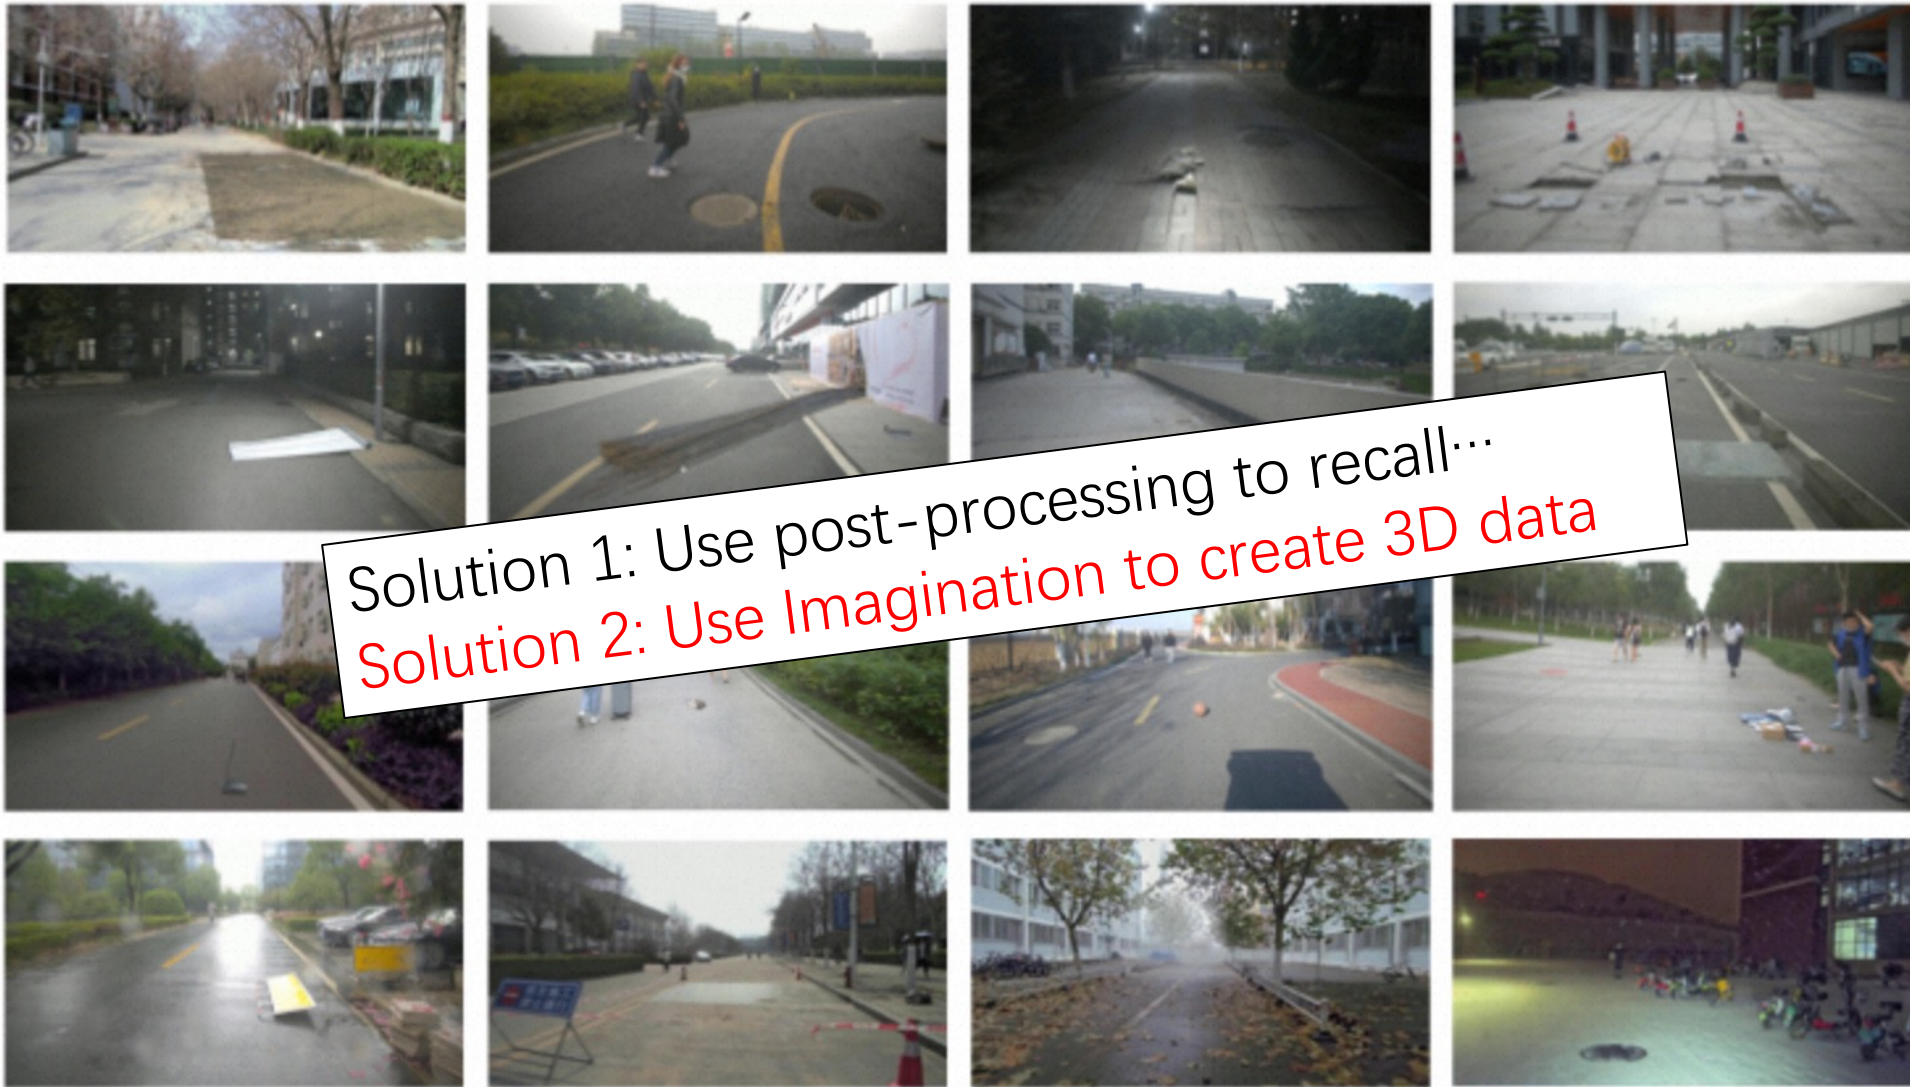 Solution 1: Use post-processing to recall…
Solution 2: Use Imagination to create 3D data